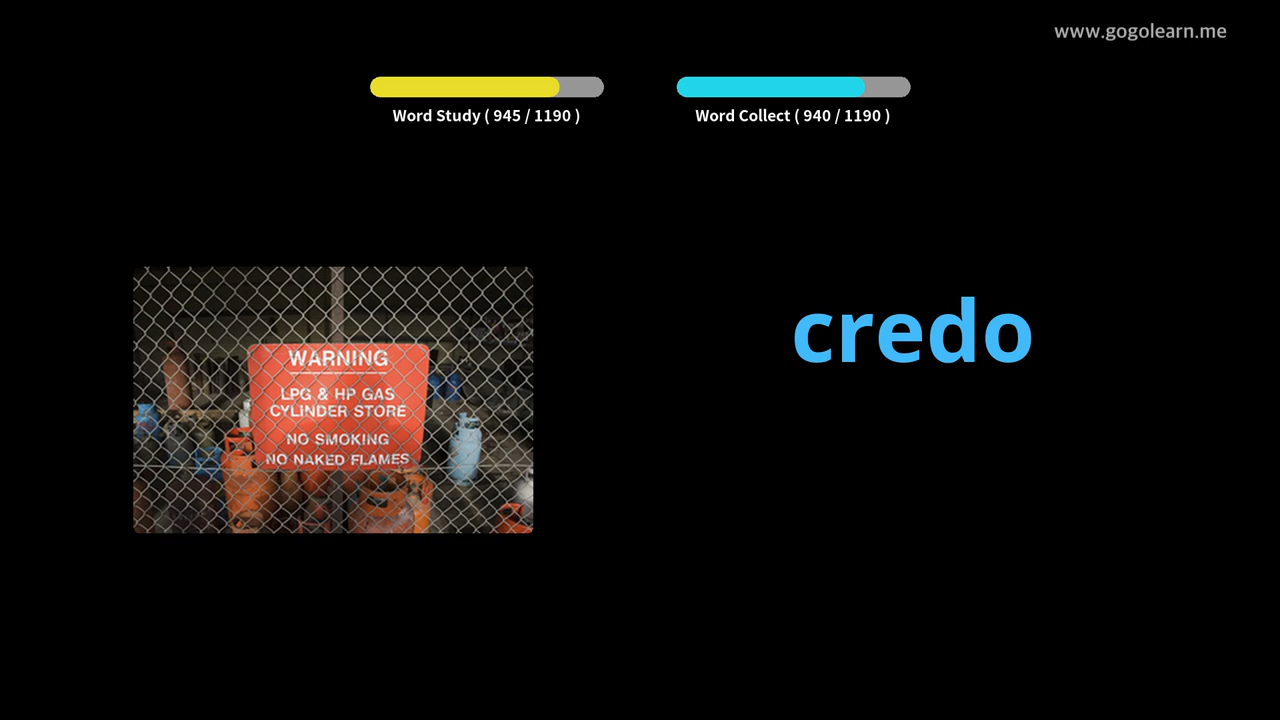 www.gogolearn.me
Word Study ( 945 / 1190 )
Word Collect ( 940 / 1190 )
WARNING
LPG & HP GAS
CYLINDER STORE
NO SMOKING
NO NAKED FLAMES
credo